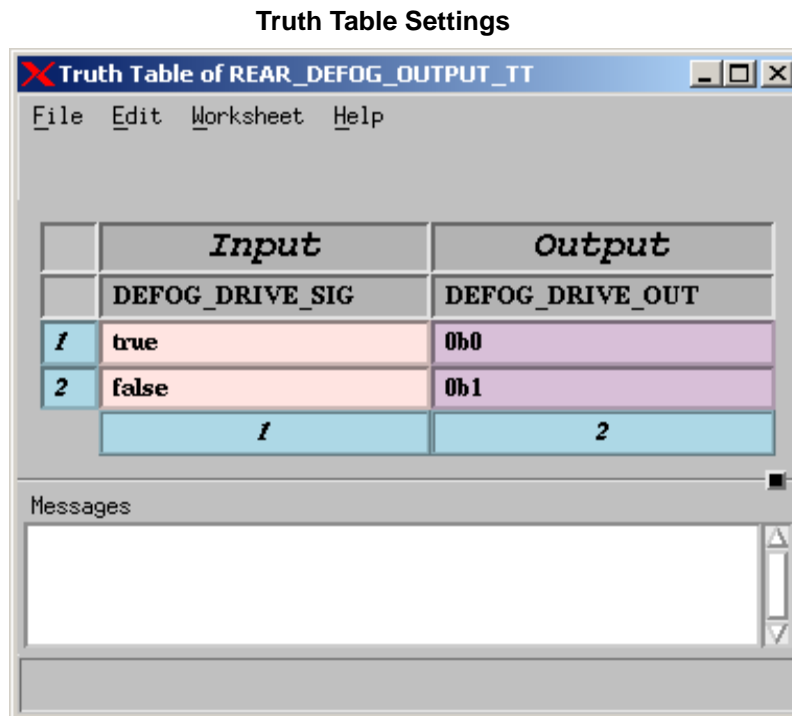 Truth Table Settings
Truth Table of REAR_DEFOG_OUTPUT_TT
File Edit Worksheet Help
Input Output
DEFOG_DRIVE_SIG DEFOG_DRIVE_OUT
1 true 0b0
2 false 0b1
1 2
Messages